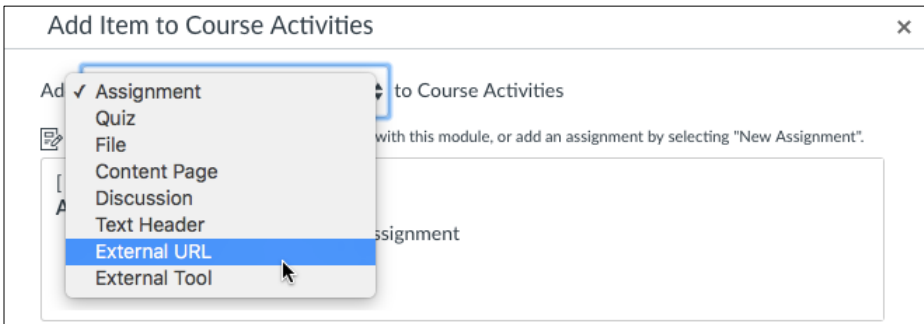 Add Item to Course Activities ×
Ad ✓ Assignment to Course Activities
Quiz
File with this module, or add an assignment by selecting "New Assignment".
Content Page
[ Discussion
A Text Header
ssignment
External URL
External Tool